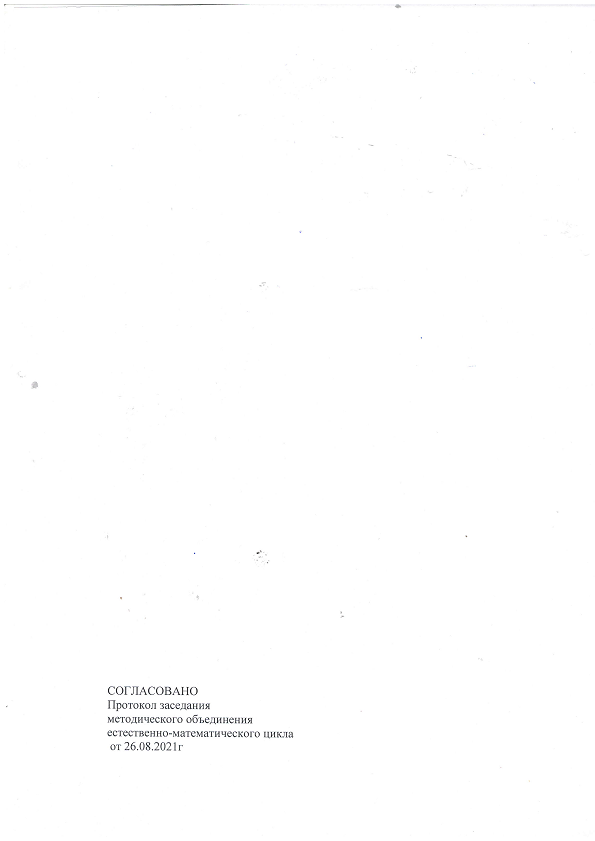 СОГЛАСОВАНО
Протокол заседания
методического объединения
естественно-математического цикла
от 26.08.2021г